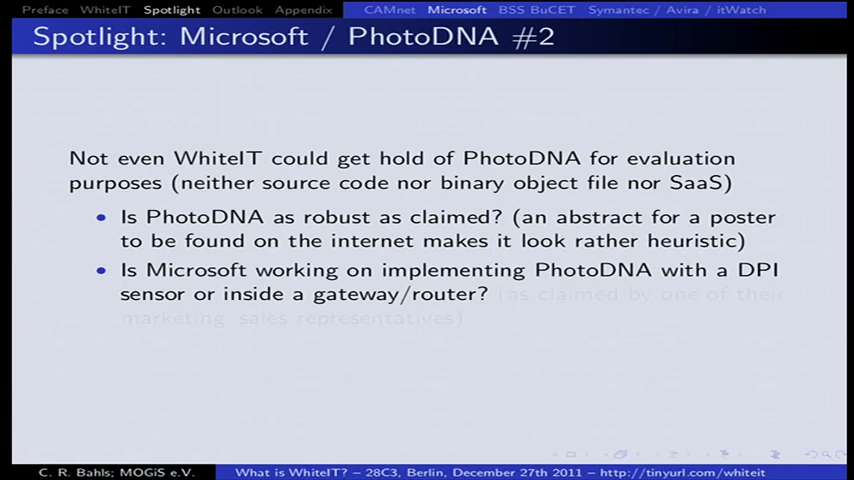 Preface WhiteIT Spotlight Outlook Appendix CAMnet Microsoft BSS BuCET Symantec / Avira / itWatch
Spotlight: Microsoft / PhotoDNA #2
Not even WhiteIT could get hold of PhotoDNA for evaluation
purposes (neither source code nor binary object file nor SaaS)
• Is PhotoDNA as robust as claimed? (an abstract for a poster
to be found on the internet makes it look rather heuristic)
• Is Microsoft working on implementing PhotoDNA with a DPI
sensor or inside a gateway/router? (as claimed by one of their
marketing sales representatives)
C. R. Bahls; MOGiS e.V. What is WhiteIT? – 28C3, Berlin, December 27th 2011 – http://tinyurl.com/whiteit